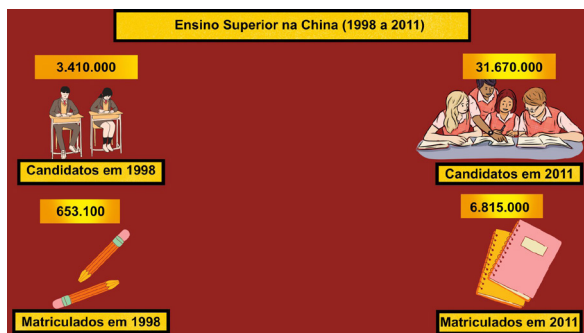 Ensino Superior na China (1998 a 2011)
3.410.000
31.670.000
Candidatos em 1998
Candidatos em 2011
653.100
6.815.000
Matriculados em 1998
Matriculados em 2011